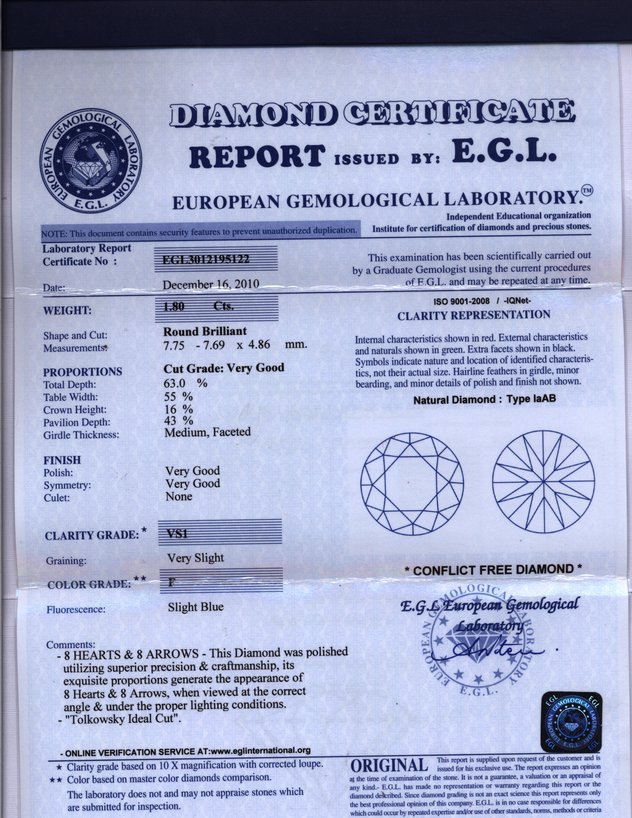 DIAMOND CERTIFICATE
REPORT ISSUED BY: E.G.L.
EUROPEAN GEMOLOGICAL LABORATORY.™
EUROPEAN GEMOLOGICAL LABORATORY
E.G.L.
Independent Educational organization
Institute for certification of diamonds and precious stones.
NOTE: This document contains security features to prevent unauthorized duplication.
Laboratory Report
Certificate No : EGL3012195122
Date: December 16, 2010
This examination has been scientifically carried out
by a Graduate Gemologist using the current procedures
of E.G.L. and may be repeated at any time.
WEIGHT: 1.80 Cts.
Shape and Cut: Round Brilliant
Measurements: 7.75 - 7.69 x 4.86 mm.
PROPORTIONS Cut Grade: Very Good
Total Depth: 63.0 %
Table Width: 55 %
Crown Height: 16 %
Pavilion Depth: 43 %
Girdle Thickness: Medium, Faceted
FINISH
Polish: Very Good
Symmetry: Very Good
Culet: None
CLARITY GRADE: * VS1
Graining: Very Slight
COLOR GRADE: ** F
Fluorescence: Slight Blue
ISO 9001-2008 / -IQNet-
CLARITY REPRESENTATION
Internal characteristics shown in red. External characteristics
and naturals shown in green. Extra facets shown in black.
Symbols indicate nature and location of identified characteris-
tics, not their actual size. Hairline feathers in girdle, minor
bearding, and minor details of polish and finish not shown.
Natural Diamond : Type IaAB
* CONFLICT FREE DIAMOND *
E.G.L European Gemological
Laboratory
EUROPEAN GEMOLOGICAL LABORATORY
E.G.L.
Comments:
- 8 HEARTS & 8 ARROWS - This Diamond was polished
utilizing superior precision & craftmanship, its
exquisite proportions generate the appearance of
8 Hearts & 8 Arrows, when viewed at the correct
angle & under the proper lighting conditions.
- "Tolkowsky Ideal Cut".
EGL
EGL
E.G.L.
- ONLINE VERIFICATION SERVICE AT:www.eglinternational.org
★ Clarity grade based on 10 X magnification with corrected loupe.
★★ Color based on master color diamonds comparison.
The laboratory does not and may not appraise stones which
are submitted for inspection.
ORIGINAL This report is supplied upon request of the customer and is
issued for his exclusive use. The report expresses an opinion
at the time of examination of the stone. It is not a guarantee, a valuation or an appraisal of
any kind.- E.G.L. has made no representation or warranty regarding this report or the
diamond described. Since diamond grading is not an exact science this report represents only
the best professional opinion of this company. E.G.L. is in no case responsible for differences
which could occur by repeated expertise and/or use of other standards, norms, methods or criteria